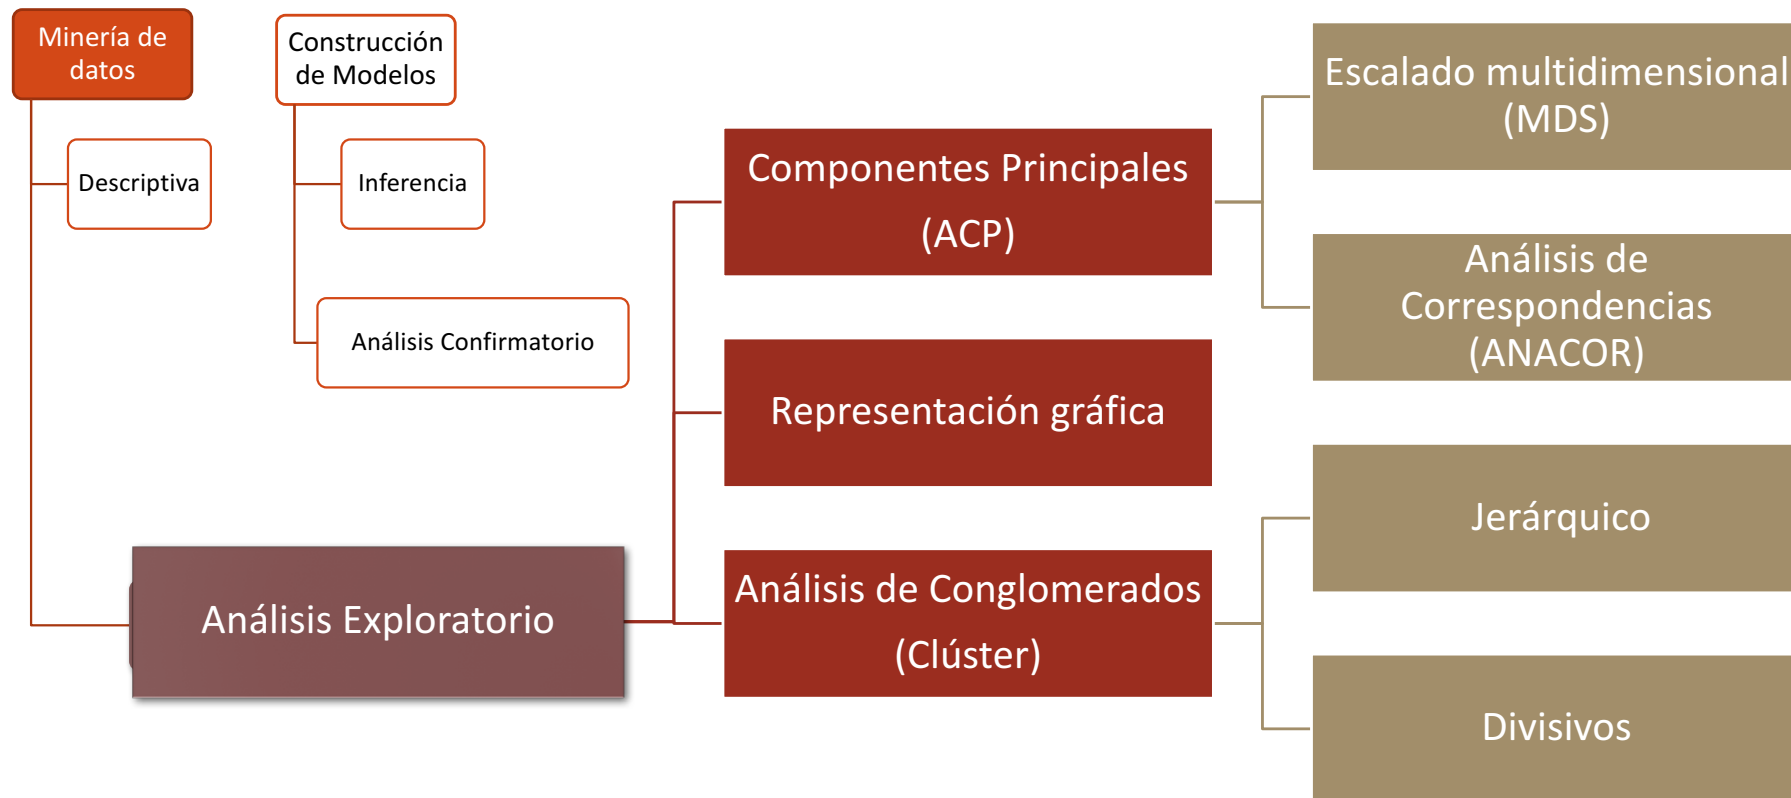 Minería de
datos
Descriptiva
Construcción
de Modelos
Inferencia
Análisis Confirmatorio
Análisis Exploratorio
Componentes Principales
(ACP)
Representación gráfica
Análisis de Conglomerados
(Clúster)
Escalado multidimensional
(MDS)
Análisis de
Correspondencias
(ANACOR)
Jerárquico
Divisivos